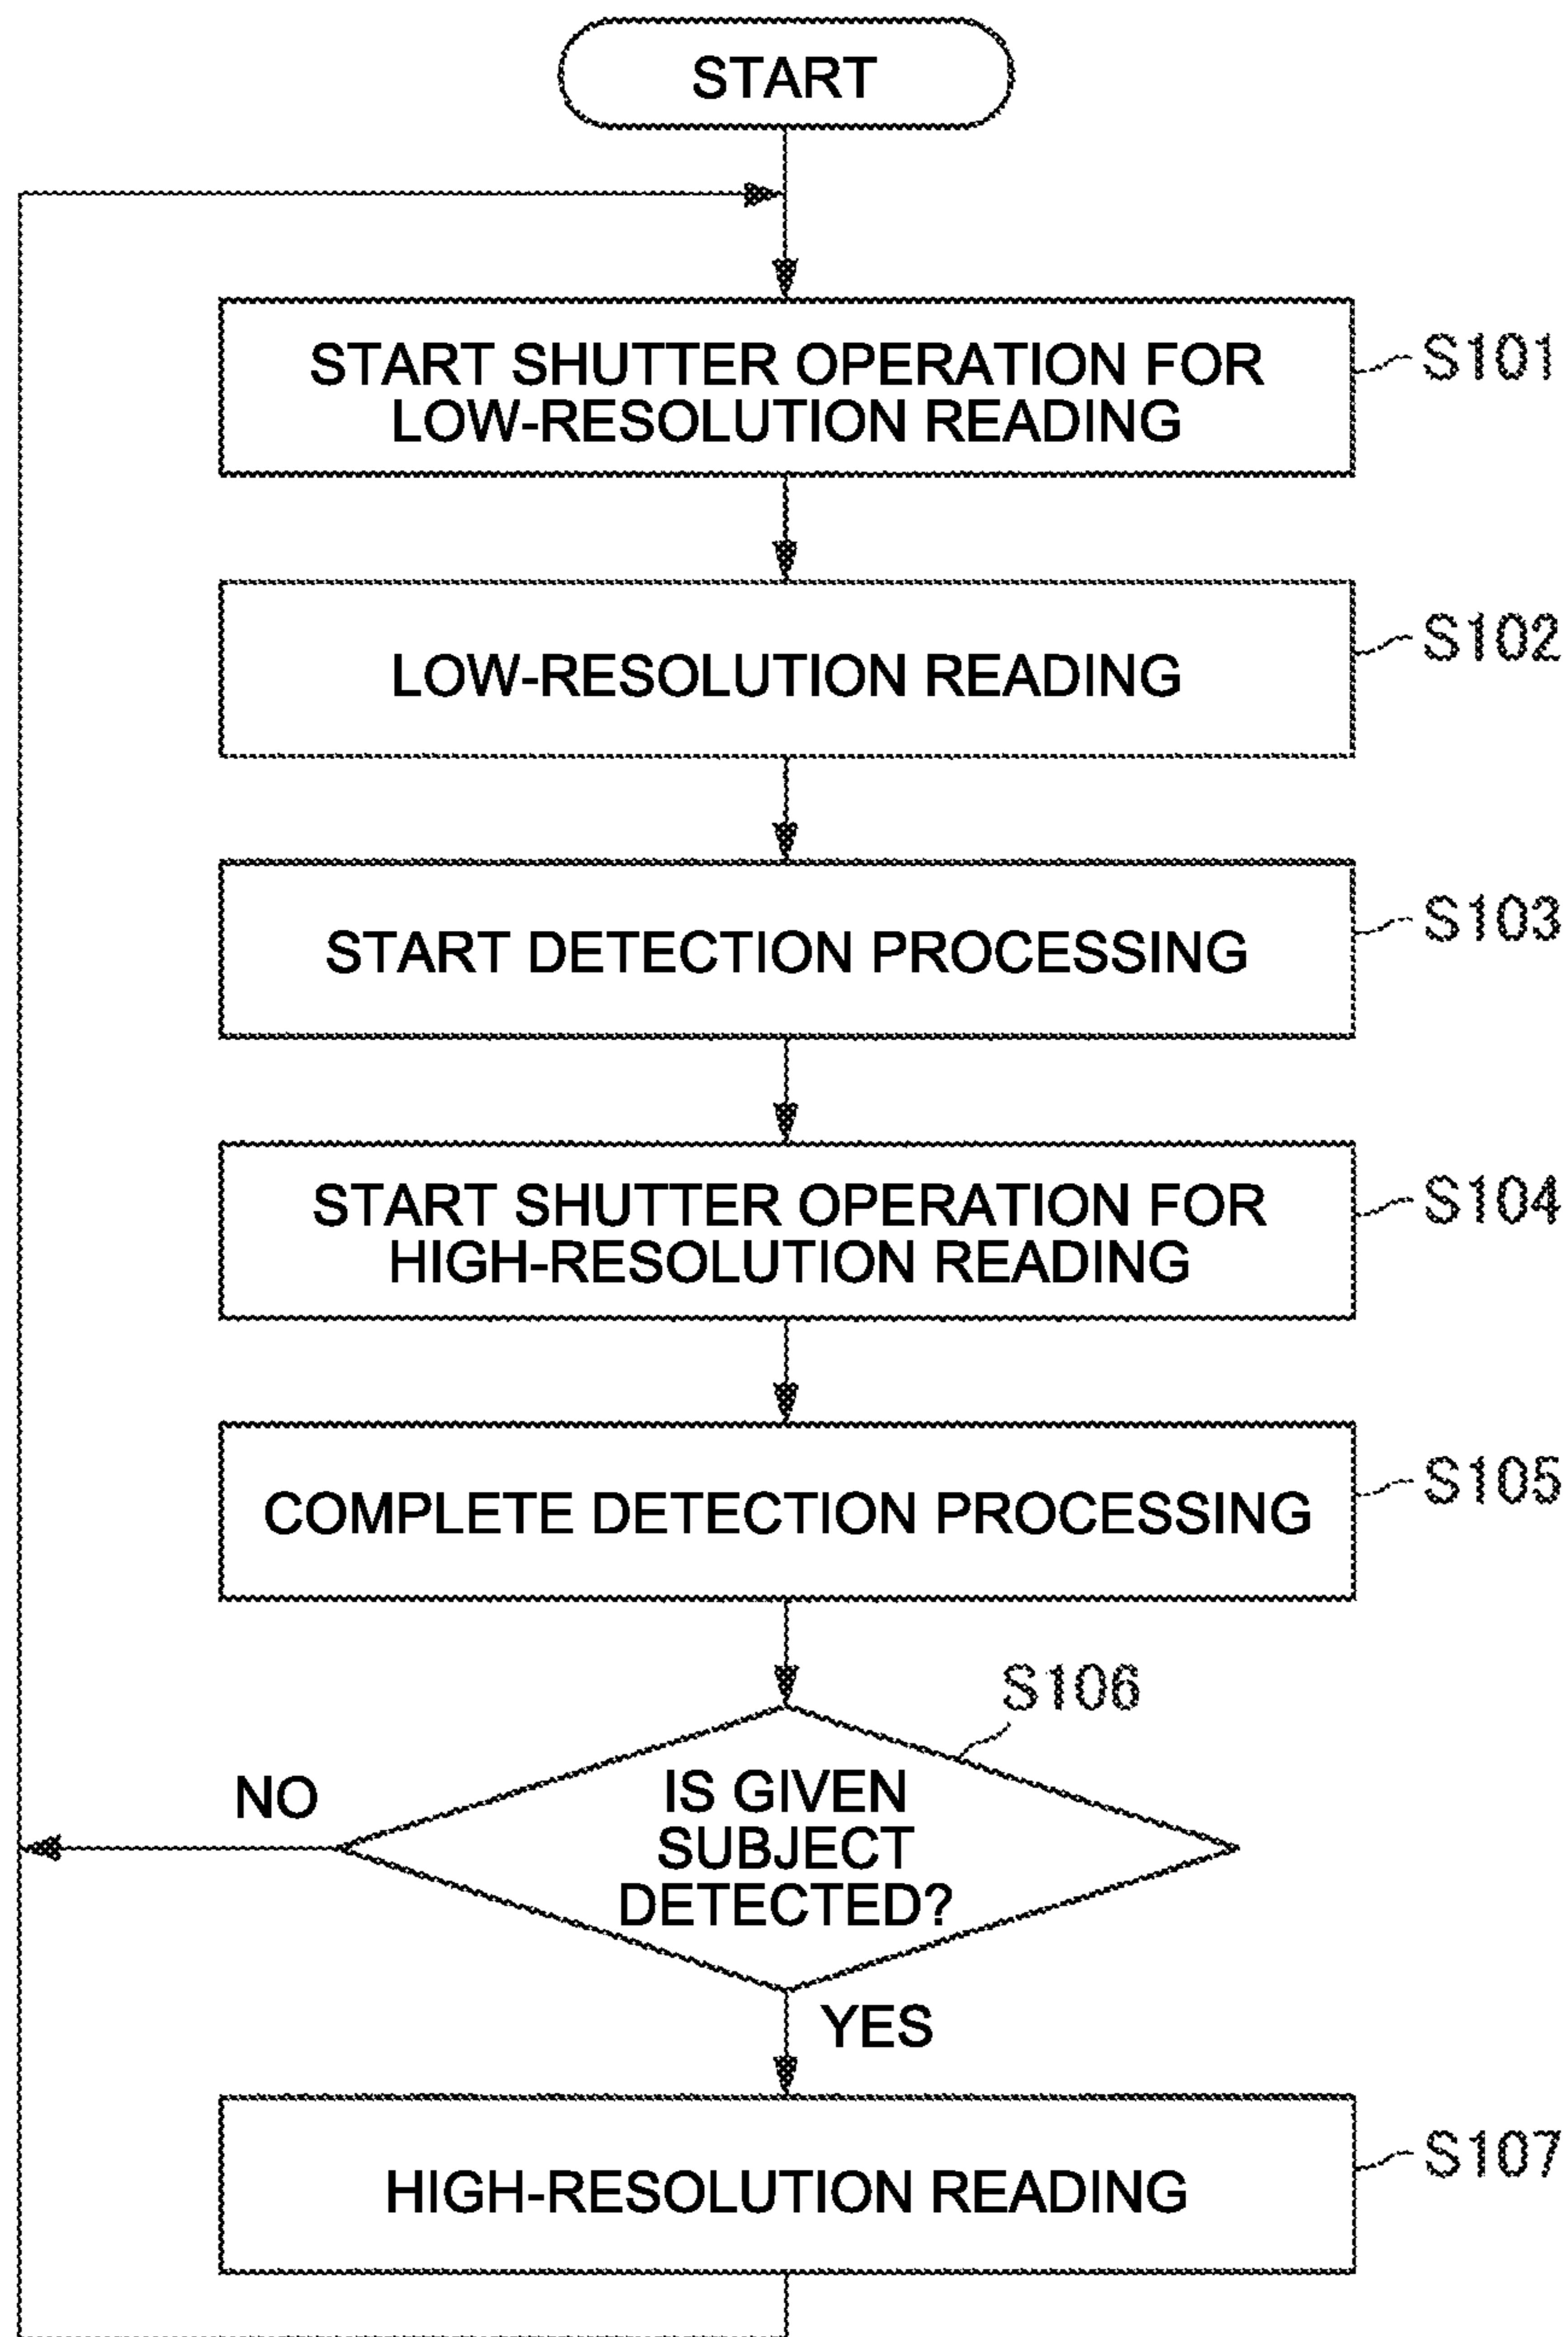 START
START SHUTTER OPERATION FOR
LOW-RESOLUTION READING
S101
LOW-RESOLUTION READING
S102
START DETECTION PROCESSING
S103
START SHUTTER OPERATION FOR
HIGH-RESOLUTION READING
S104
COMPLETE DETECTION PROCESSING
S105
S106
IS GIVEN
SUBJECT
DETECTED?
NO
YES
HIGH-RESOLUTION READING
S107